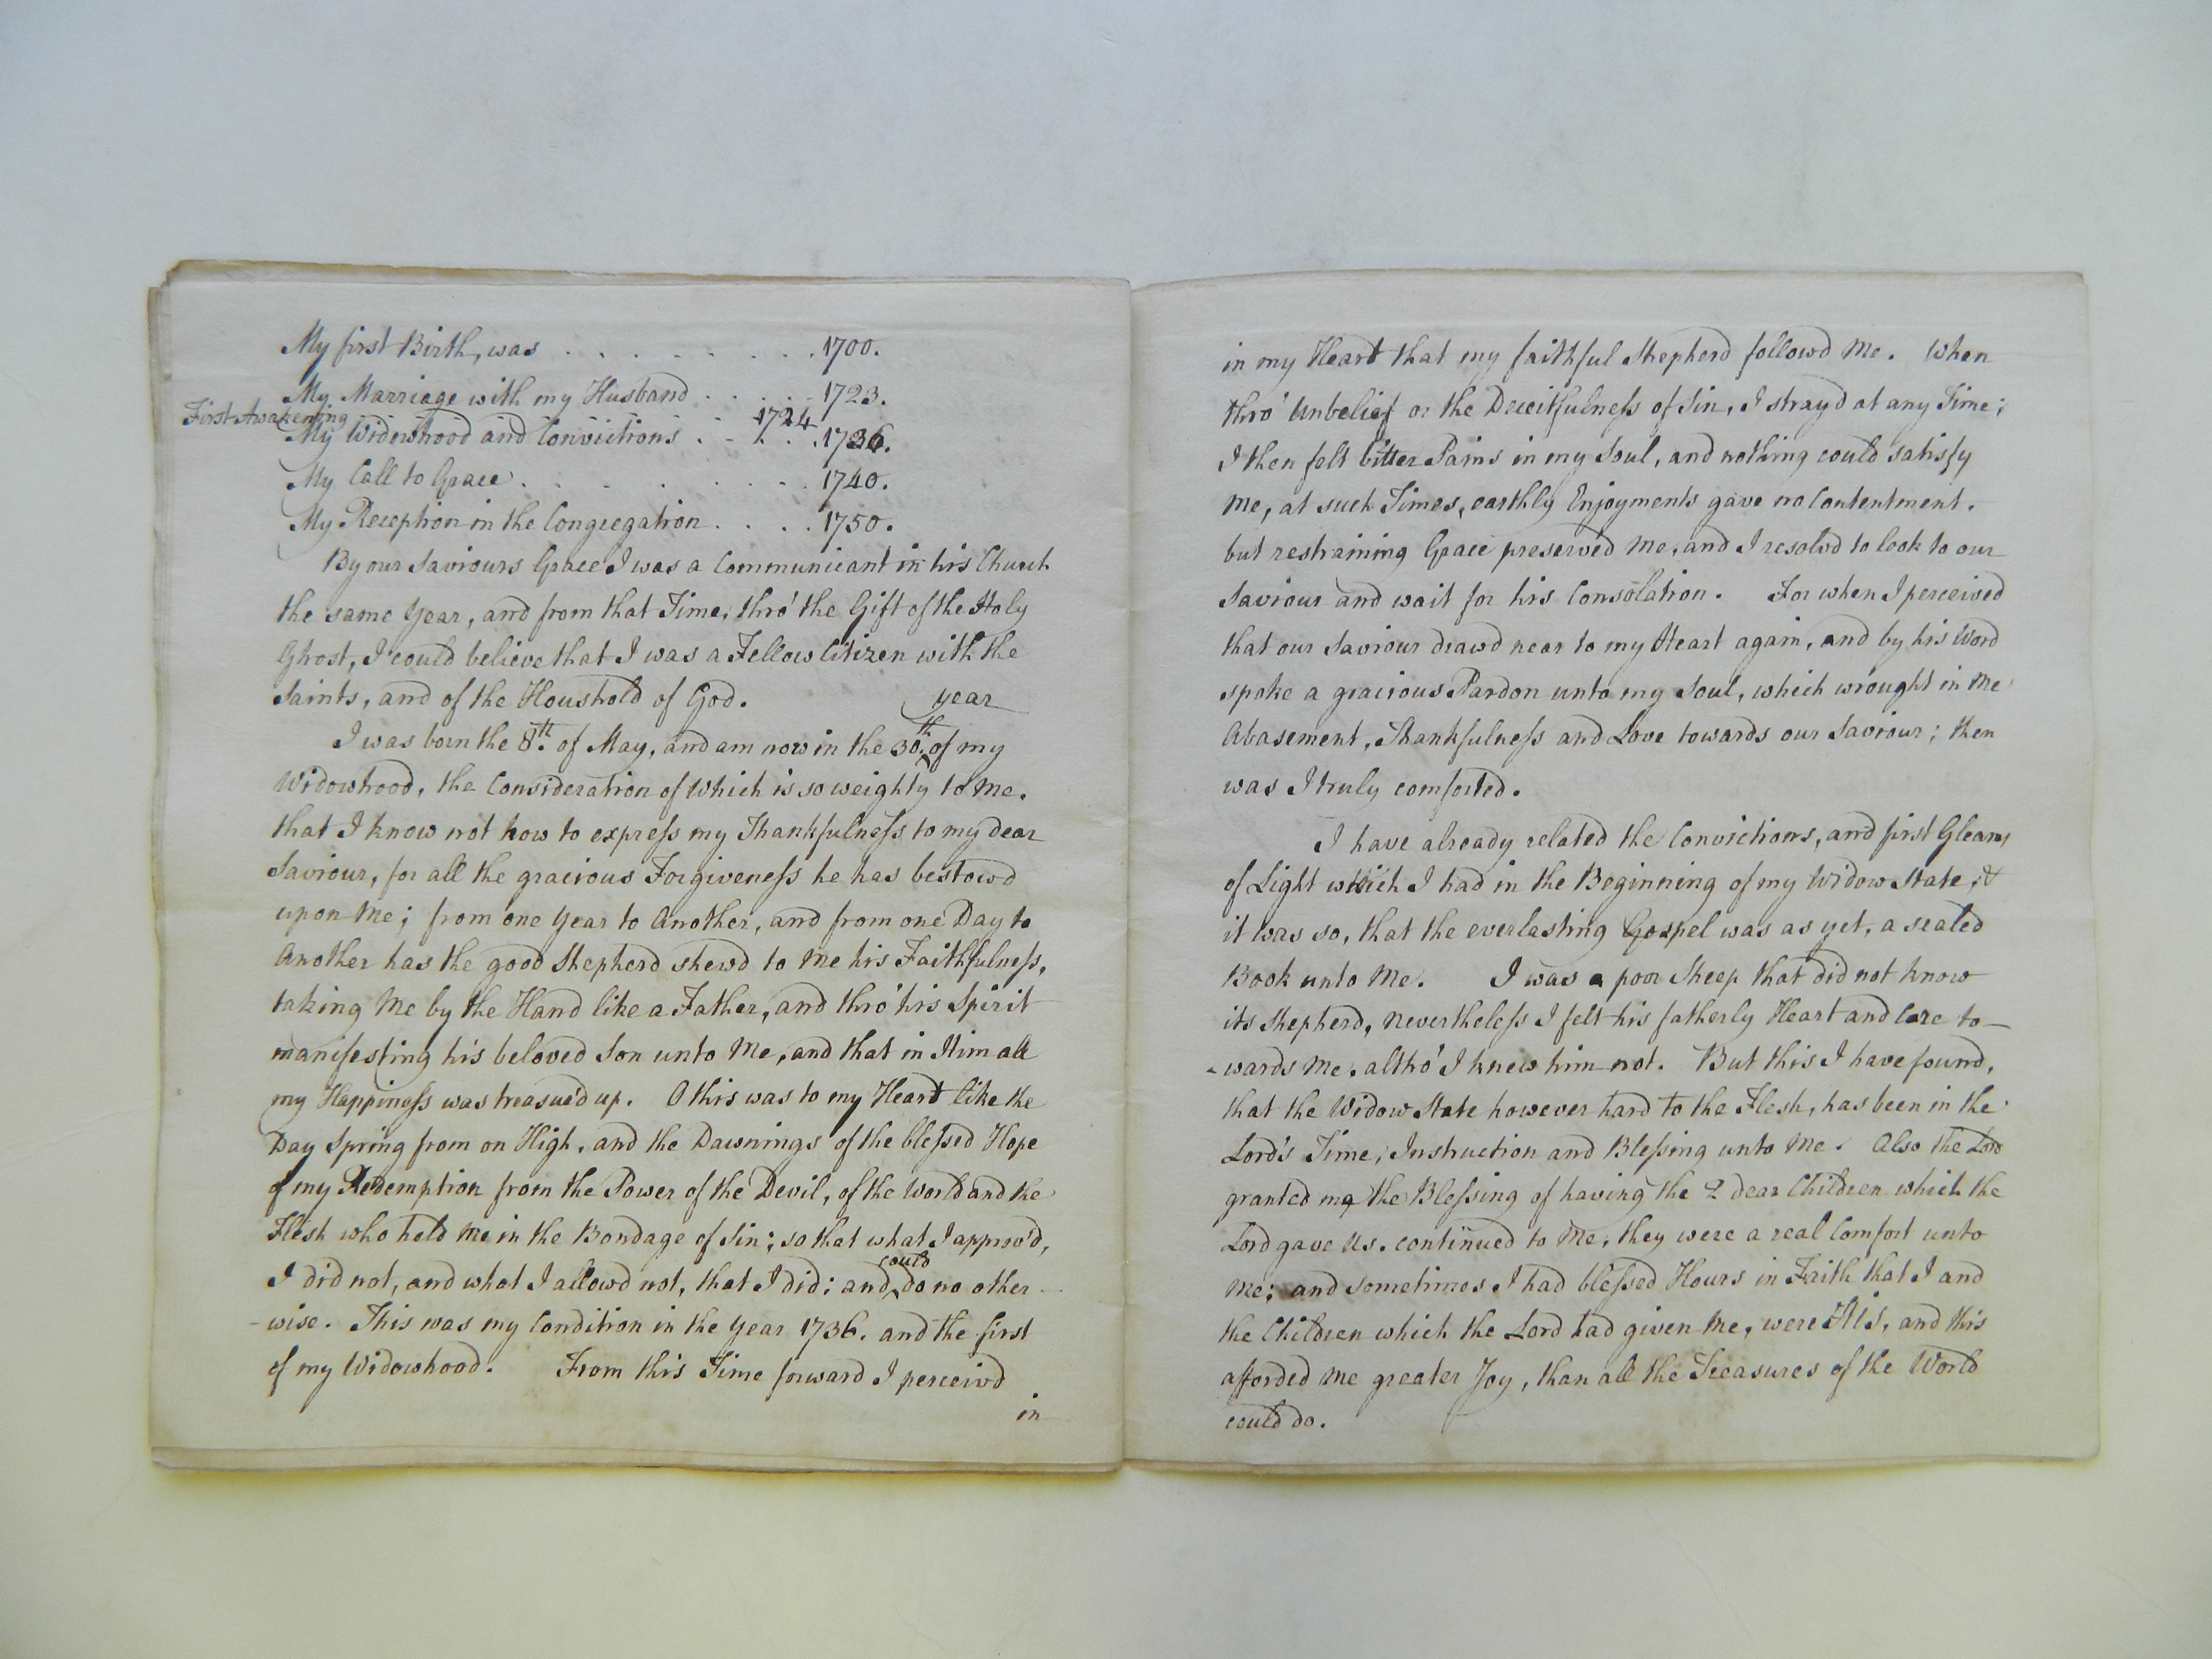 My first Birth, was . . . . . . . . . 1700.
My Marriage with my Husband . . . . . 1723.
First Awakening 1724
My Widowhood and Convictions . - . . . 1736.
My Call to Grace . . . . . . . . 1740.
My Reception in the Congregation . . . . 1750.
By our Saviours Grace I was a Communicant in his Church
the same Year, and from that Time, thro' the Gift of the Holy
Ghost, I could believe that I was a Fellow Citizen with the
Saints, and of the Houshold of God.
year
I was born the 8th. of May, and am now in the 30th. of my
Widowhood, the Consideration of Which is so weighty to Me.
that I know not how to express my Thankfulness to my dear
Saviour, for all the gracious Forgiveness he has bestowd
upon Me; from one Year to Another, and from one Day to
Another has the good Shepherd shewd to Me his Faithfulness,
taking Me by the Hand like a Father, and thro' his Spirit
manifesting his beloved Son unto Me, and that in Him all
my Happiness was treasu'd up. O this was to my Heart like the
Day Spring from on High, and the Dawnings of the blessed Hope
of my Redemption from the Power of the Devil, of the World and the
Flesh who held Me in the Bondage of Sin; so that what I approv'd,
could
I did not, and what I allowd not, that I did; and ‸ do no other -
- wise. This was my Condition in the Year 1736. and the first
of my Widowhood. From this Time forward I perceivd
in
in my Heart that my faithful Shepherd followd Me. When
thro' Unbelief or the Deceitfulness of Sin, I stray'd at any Time;
I then felt bitter Pains in my Soul, and nothing could satisfy
Me, at such Times, earthly Enjoyments gave no Contentment.
but restraining Grace preserved Me, and I resolvd to look to our
Saviour and wait for his Consolation. For when I perceived
that our Saviour drawd near to my Heart again, and by his Word
spoke a gracious Pardon unto my Soul, which wrought in Me
Abasement, Thankfulness and Love towards our Saviour; then
was I truly comforted.
I have already related the Convictions, and first Gleams
of Light which I had in the Beginning of my Widow State; &
it was so, that the everlasting Gospel was as yet, a sealed
Book unto Me. I was a poor Sheep that did not know
its Shepherd, Nevertheless I felt his fatherly Heart and Care to -
- wards Me. altho' I knew him not. But this I have found,
that the Widow State however hard to the Flesh, has been in the
Lord's Time, Instruction and Blessing unto Me. Also the Lord
granted me the Blessing of having the 2 dear Children which the
Lord gave Us. continued to Me, they were a real Comfort unto
Me; and sometimes I had blessed Hours in Faith that I and
the Children which the Lord had given Me, were His, and this
afforded Me greater Joy, than all the Treasures of the World
could do.